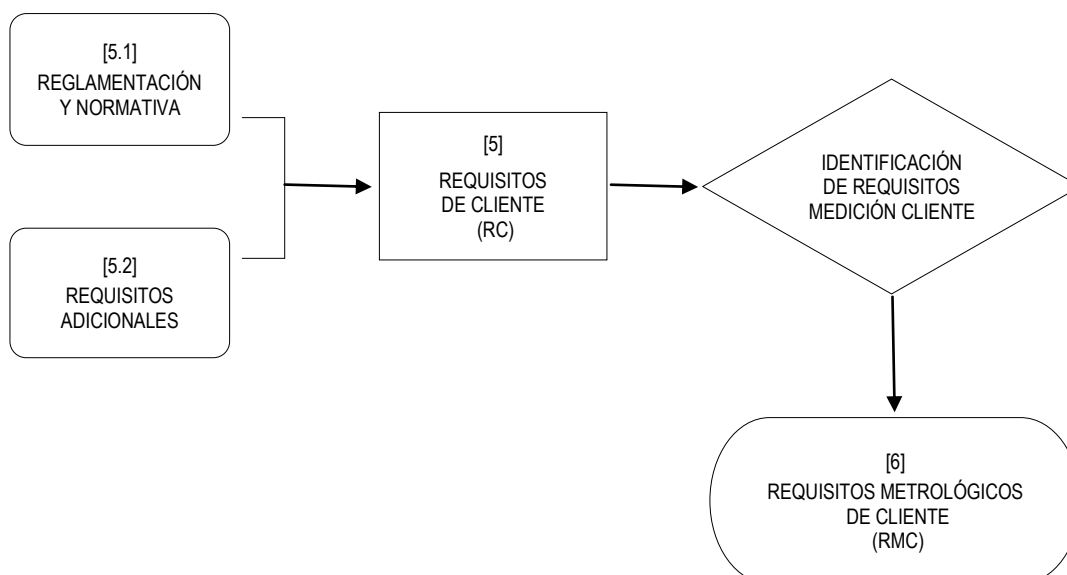 [5.1]
REGLAMENTACIÓN
Y NORMATIVA
[5.2]
REQUISITOS
ADICIONALES
[5]
REQUISITOS
DE CLIENTE
(RC)
IDENTIFICACIÓN
DE REQUISITOS
MEDICIÓN CLIENTE
[6]
REQUISITOS METROLÓGICOS
DE CLIENTE
(RMC)